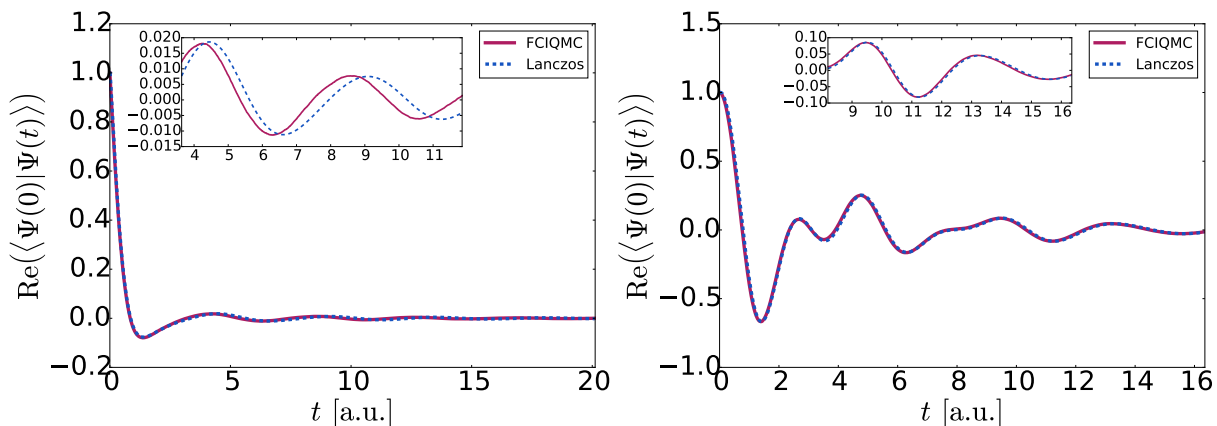 1.2
1.0
0.8
0.6
0.4
0.2
0.0
−0.2
Re(⟨Ψ(0)|Ψ(t)⟩)
0 5 10 15 20
t [a.u.]
FCIQMC
Lanczos
0.020
0.015
0.010
0.005
0.000
−0.005
−0.010
−0.015
4 5 6 7 8 9 10 11
1.5
1.0
0.5
0.0
−0.5
−1.0
Re(⟨Ψ(0)|Ψ(t)⟩)
0 2 4 6 8 10 12 14 16
t [a.u.]
FCIQMC
Lanczos
0.10
0.05
0.00
−0.05
−0.10
9 10 11 12 13 14 15 16